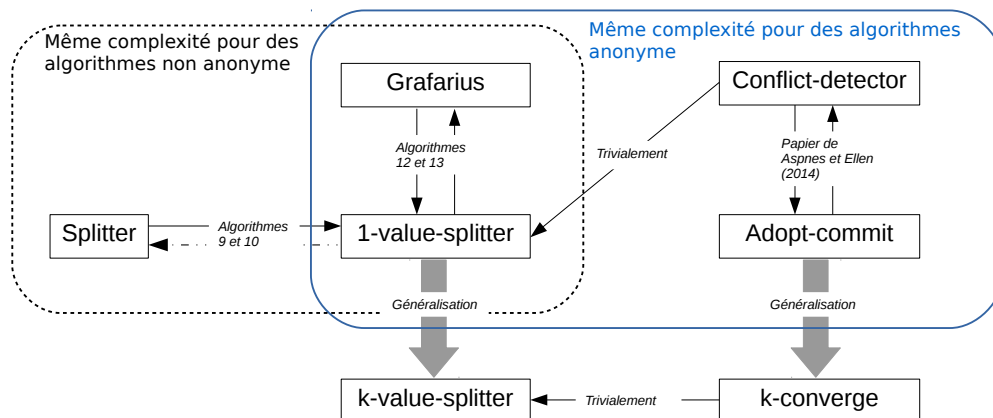 Même complexité pour des
algorithmes non anonyme
Même complexité pour des algorithmes
anonyme
Grafarius
Conflict-detector
Algorithmes
12 et 13
Trivialement
Papier de
Aspnes et Ellen
(2014)
Splitter
Algorithmes
9 et 10
1-value-splitter
Adopt-commit
Généralisation
Généralisation
k-value-splitter
Trivialement
k-converge